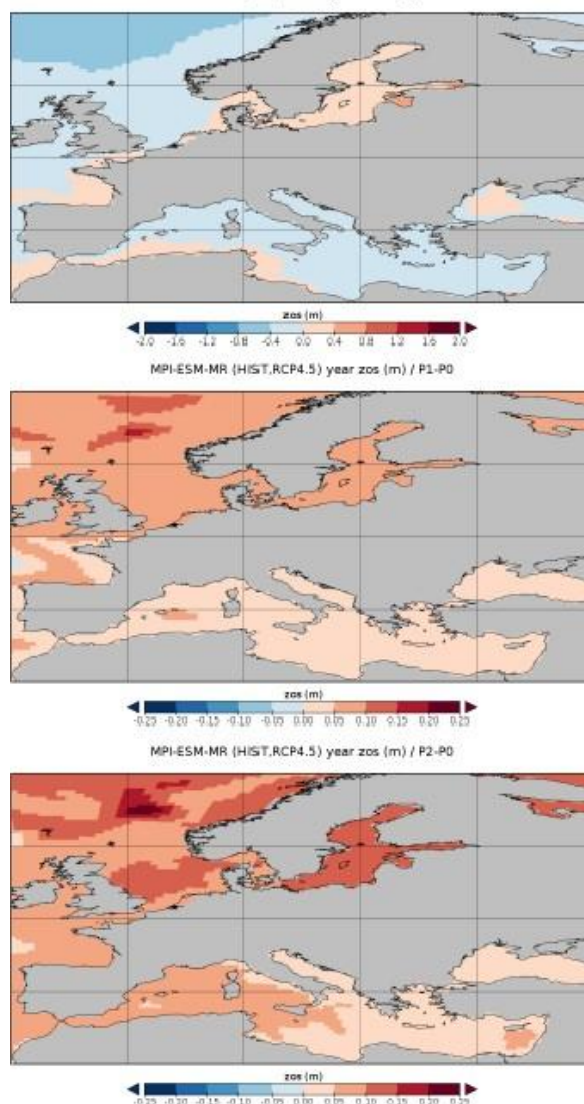 zos (m)
-2.0 -1.6 -1.2 -0.8 -0.4 0.0 0.4 0.8 1.2 1.6 2.0
MPI-ESM-MR (HIST,RCP4.5) year zos (m) / P1-P0
zos (m)
-0.25 -0.20 -0.15 -0.10 -0.05 0.00 0.05 0.10 0.15 0.20 0.25
MPI-ESM-MR (HIST,RCP4.5) year zos (m) / P2-P0
zos (m)
-0.25 -0.20 -0.15 -0.10 -0.05 0.00 0.05 0.10 0.15 0.20 0.25